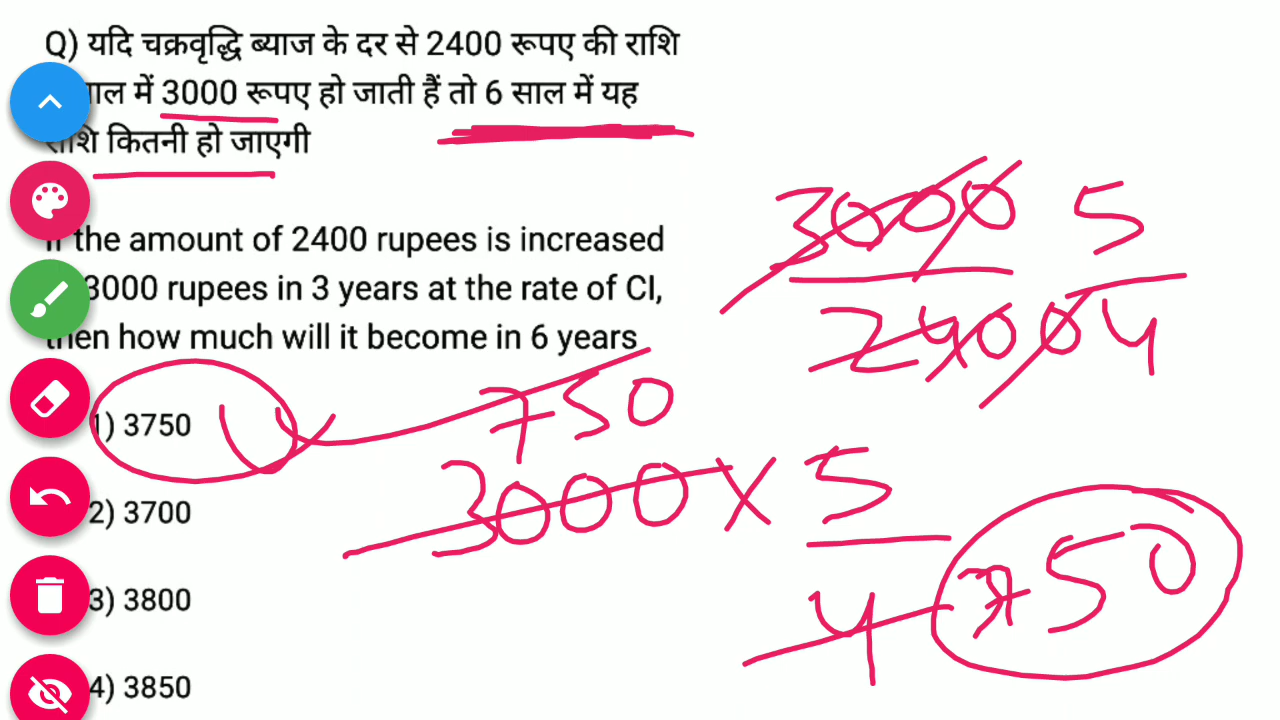 Q) यदि चक्रवृद्धि ब्याज के दर से 2400 रूपए की राशि
साल में 3000 रूपए हो जाती हैं तो 6 साल में यह
राशि कितनी हो जाएगी
If the amount of 2400 rupees is increased
3000 rupees in 3 years at the rate of CI,
then how much will it become in 6 years
1) 3750
2) 3700
3) 3800
4) 3850
3000 5
2400 4
750
3000 X 5
4 3750